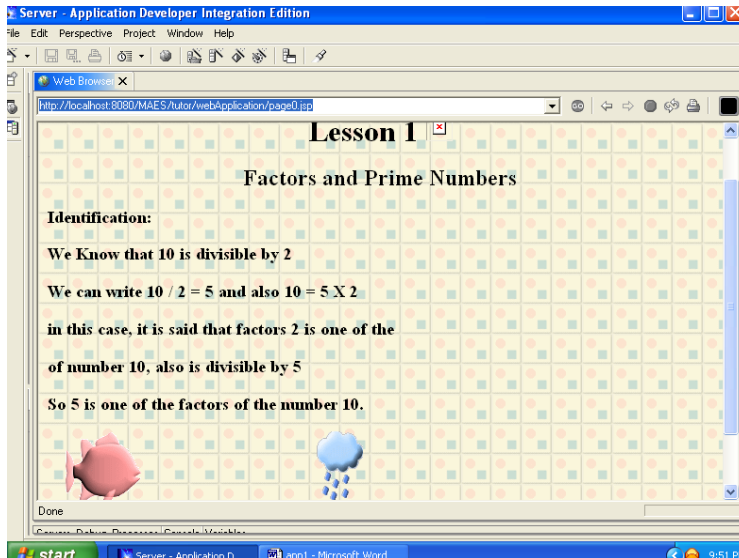 Server - Application Developer Integration Edition
File Edit Perspective Project Window Help
Web Browser
http://localhost:8080/MAES/tutor/webApplication/page0.jsp
GO
Lesson 1
Factors and Prime Numbers
Identification:
We Know that 10 is divisible by 2
We can write 10 / 2 = 5 and also 10 = 5 X 2
in this case, it is said that factors 2 is one of the
of number 10, also is divisible by 5
So 5 is one of the factors of the number 10.
Done
start Server - Application D... app1 - Microsoft Word 9:51 P